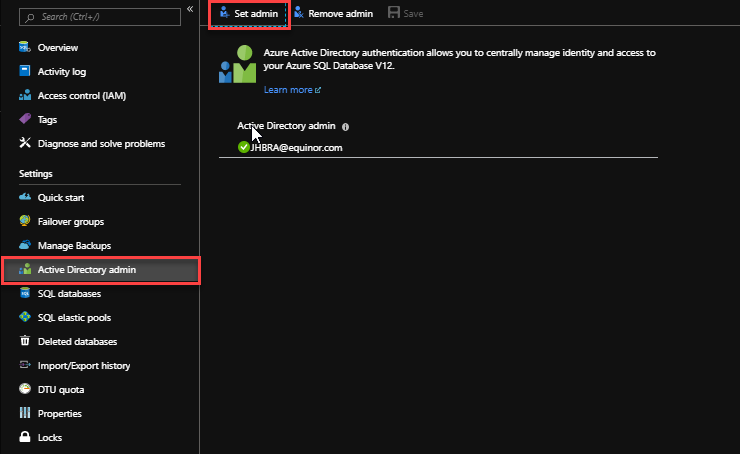 Search (Ctrl+/)
«
Overview
Activity log
Access control (IAM)
Tags
Diagnose and solve problems
Settings
Quick start
Failover groups
Manage Backups
Active Directory admin
SQL databases
SQL elastic pools
Deleted databases
Import/Export history
DTU quota
Properties
Locks
Set admin Remove admin Save
Azure Active Directory authentication allows you to centrally manage identity and access to
your Azure SQL Database V12.
Learn more
Active Directory admin
JHBRA@equinor.com